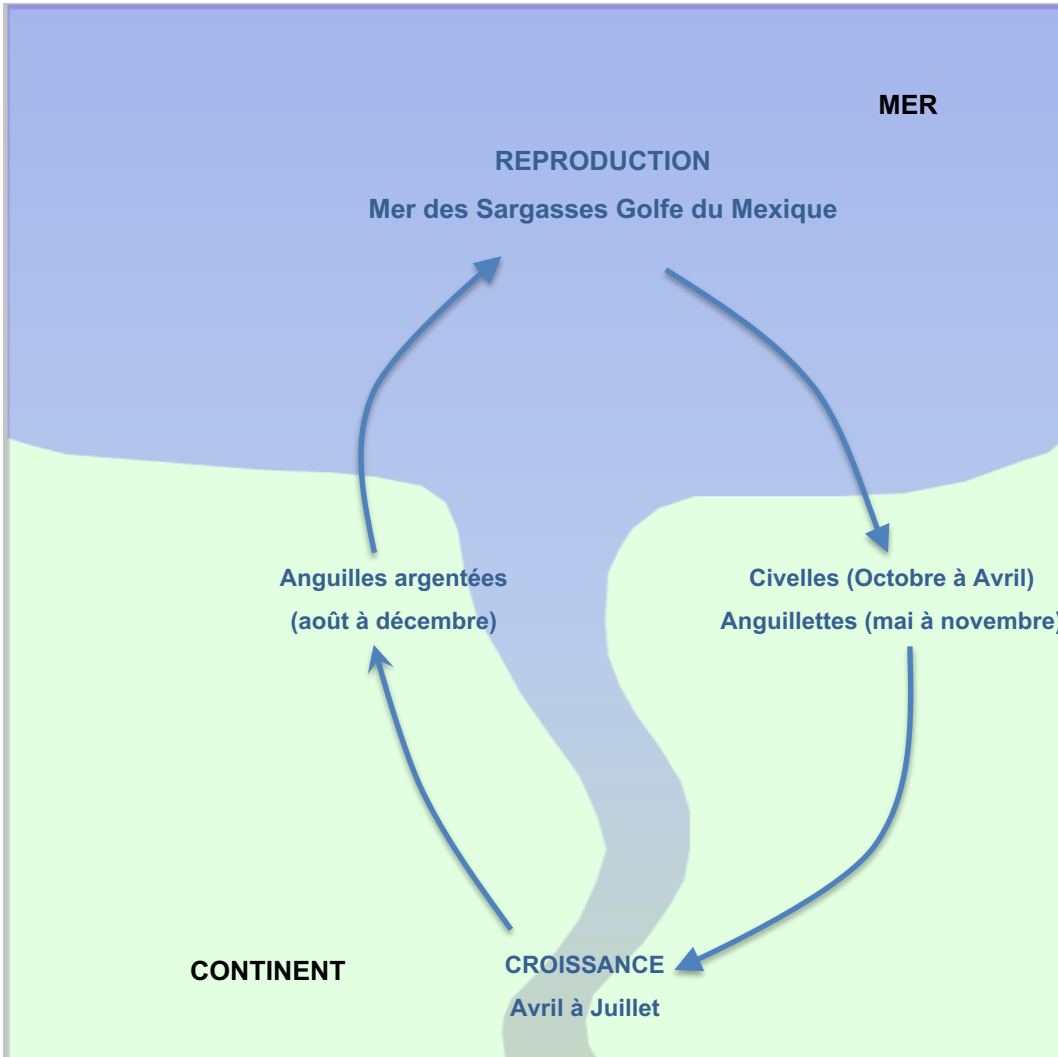 MER
REPRODUCTION
Mer des Sargasses Golfe du Mexique
Anguilles argentées
(août à décembre)
Civelles (Octobre à Avril)
Anguillettes (mai à novembre)
CONTINENT
CROISSANCE
Avril à Juillet